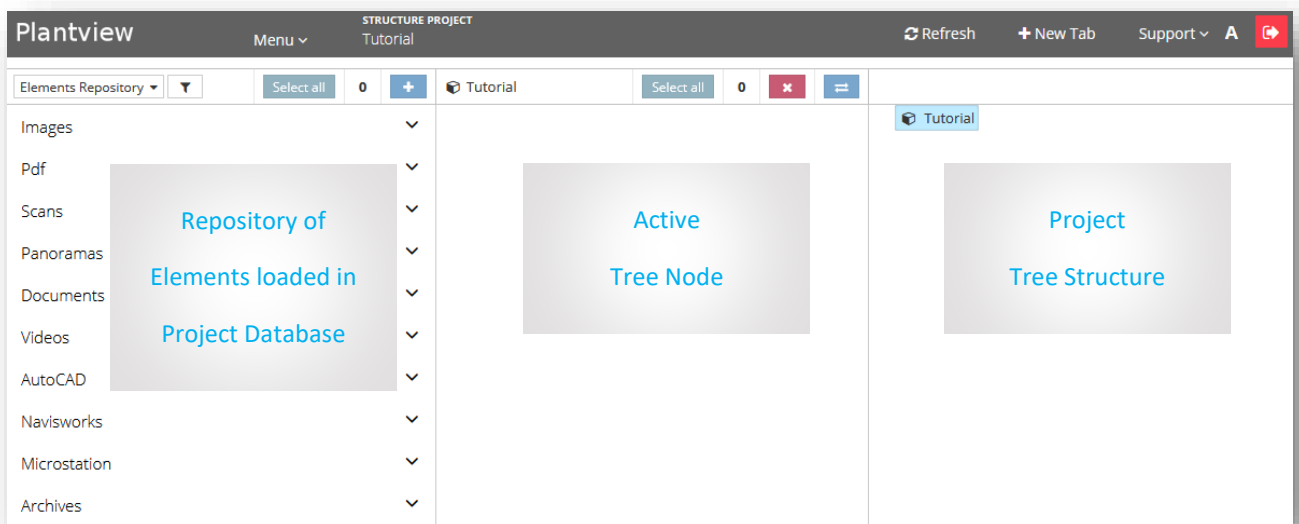 Plantview
Menu
STRUCTURE PROJECT
Tutorial
Refresh
New Tab
Support
A
Elements Repository
Select all
0
Tutorial
Select all
0
Tutorial
Images
Pdf
Scans
Panoramas
Documents
Videos
AutoCAD
Navisworks
Microstation
Archives
Repository of
Elements loaded in
Project Database
Active
Tree Node
Project
Tree Structure